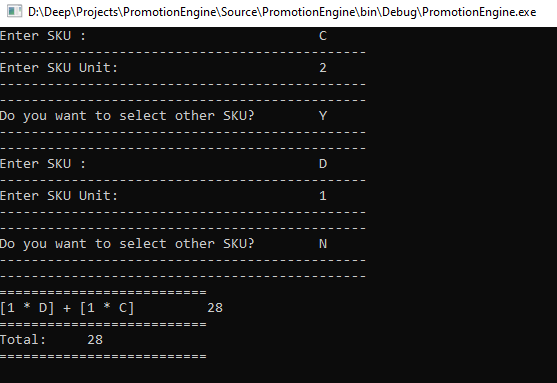 D:\Deep\Projects\PromotionEngine\Source\PromotionEngine\bin\Debug\PromotionEngine.exe
Enter SKU : C
----------------------------------------------
Enter SKU Unit: 2
----------------------------------------------
----------------------------------------------
Do you want to select other SKU? Y
----------------------------------------------
----------------------------------------------
Enter SKU : D
----------------------------------------------
Enter SKU Unit: 1
----------------------------------------------
----------------------------------------------
Do you want to select other SKU? N
----------------------------------------------
----------------------------------------------
==========================
[1 * D] + [1 * C] 28
==========================
Total: 28
==========================